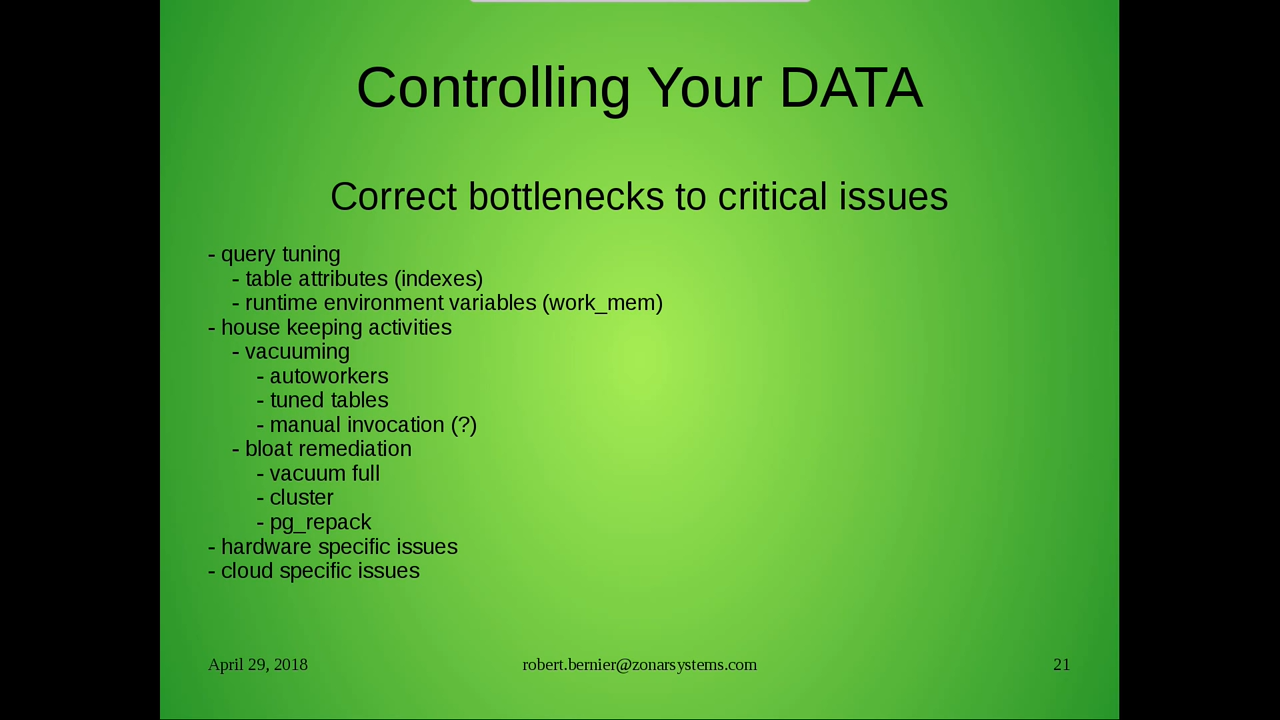 Controlling Your DATA
Correct bottlenecks to critical issues
- query tuning
- table attributes (indexes)
- runtime environment variables (work_mem)
- house keeping activities
- vacuuming
- autoworkers
- tuned tables
- manual invocation (?)
- bloat remediation
- vacuum full
- cluster
- pg_repack
- hardware specific issues
- cloud specific issues
April 29, 2018
robert.bernier@zonarsystems.com
21